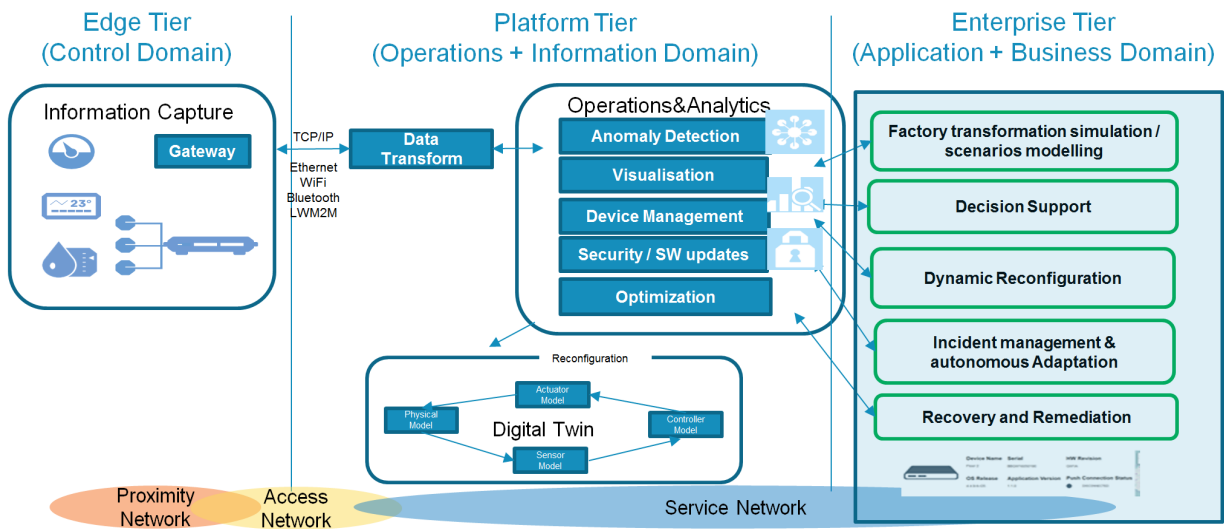 Edge Tier
(Control Domain)
Platform Tier
(Operations + Information Domain)
Enterprise Tier
(Application + Business Domain)
Information Capture
Gateway
23°
TCP/IP
Ethernet
WiFi
Bluetooth
LWM2M
Data
Transform
Operations&Analytics
Anomaly Detection
Visualisation
Device Management
Security / SW updates
Optimization
Factory transformation simulation /
scenarios modelling
Decision Support
Dynamic Reconfiguration
Incident management &
autonomous Adaptation
Recovery and Remediation
Reconfiguration
Actuator
Model
Physical
Model
Controller
Model
Digital Twin
Sensor
Model
Device Name Serial HW Revision
OS Release Application Version Push Connection Status
Proximity
Network
Access
Network
Service Network